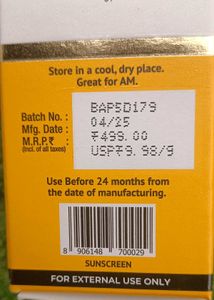 Store in a cool, dry place.
Great for AM.
Batch No. : BAP5D179
Mfg. Date : 04/25
M.R.P.₹ : ₹499.00
(Incl. of all taxes) USP₹9.98/9
Use Before 24 months from
the date of manufacturing.
8 906148 700029
SUNSCREEN
FOR EXTERNAL USE ONLY